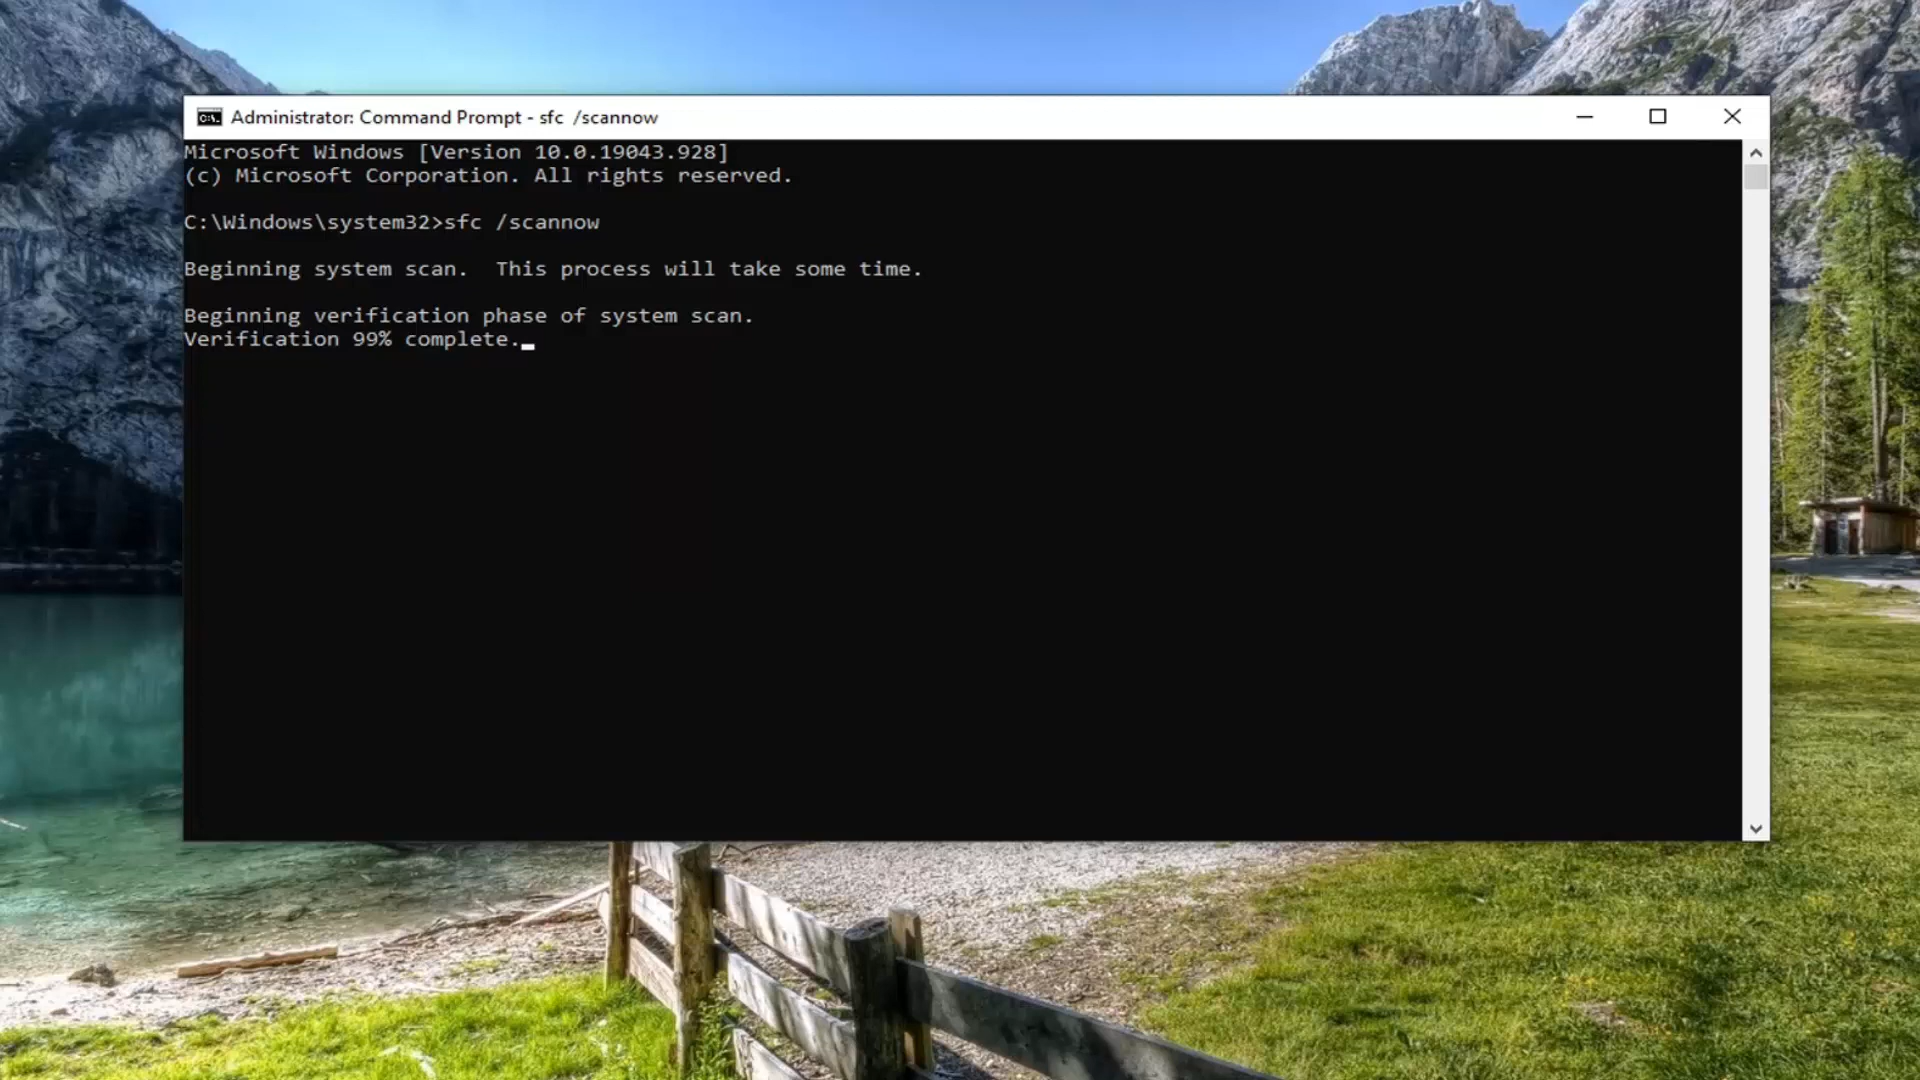 Administrator: Command Prompt - sfc  /scannow
Microsoft Windows [Version 10.0.19043.928]
(c) Microsoft Corporation. All rights reserved.
C:\Windows\system32>sfc /scannow
Beginning system scan.  This process will take some time.
Beginning verification phase of system scan.
Verification 99% complete.